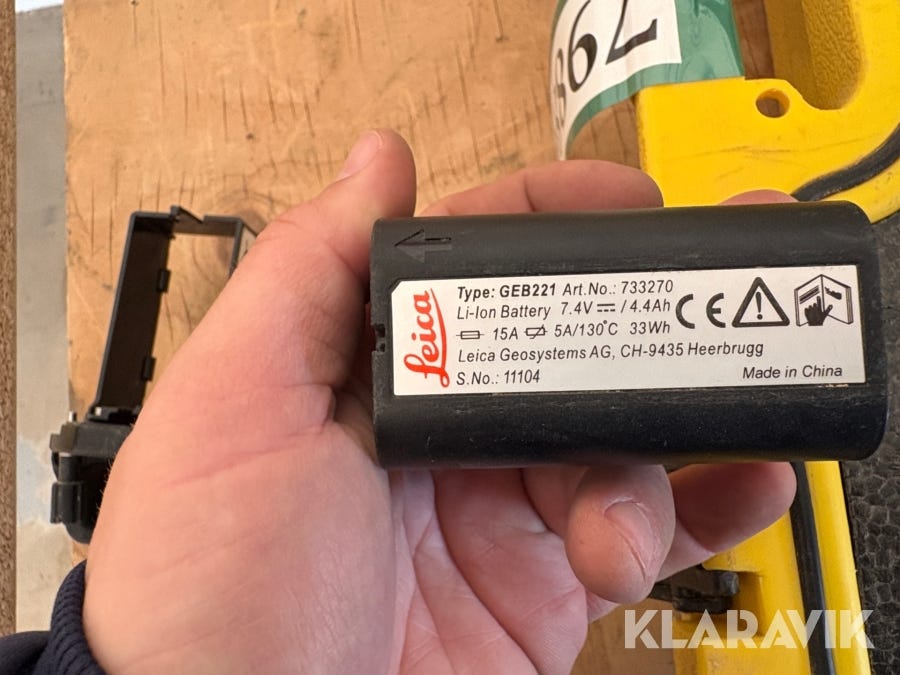 9862
Leica
Type: GEB221 Art.No.: 733270
Li-Ion Battery 7.4V / 4.4Ah
15A 5A/130°C 33Wh
Leica Geosystems AG, CH-9435 Heerbrugg
S.No.: 11104
Made in China
CE
KLARAVIK